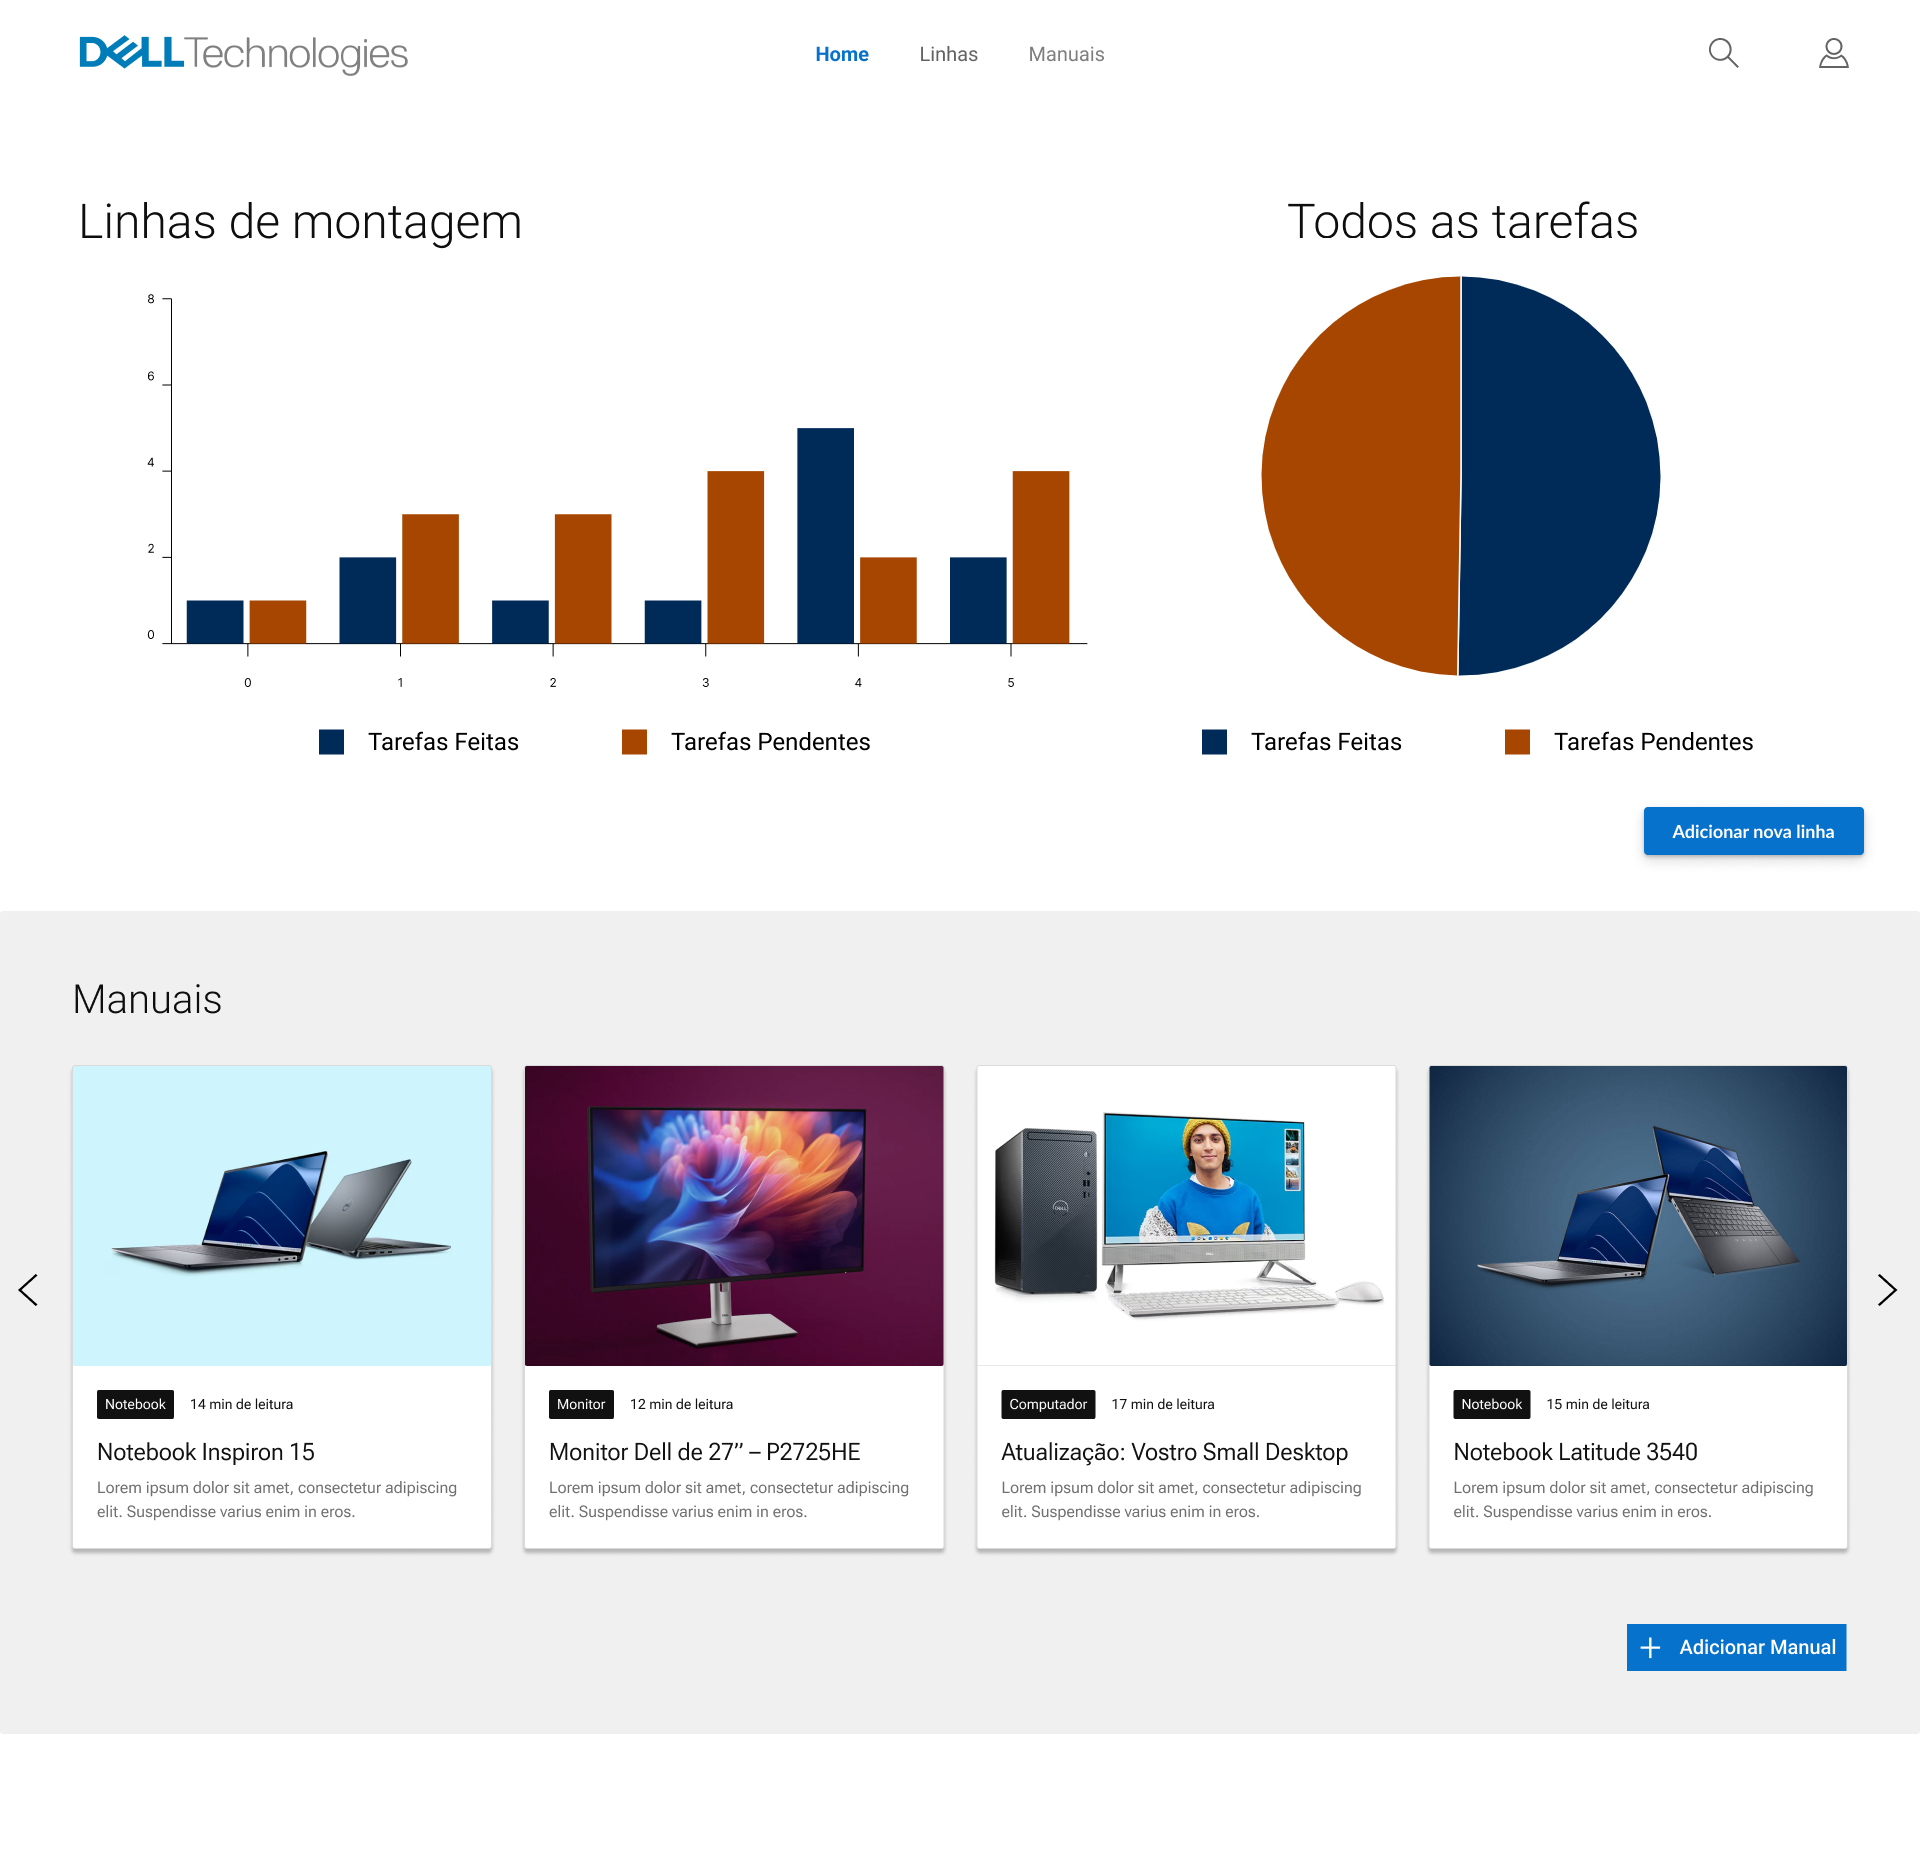 DELLTechnologies
Home Linhas Manuais
Linhas de montagem
8
6
4
2
0
0 1 2 3 4 5
Tarefas Feitas Tarefas Pendentes
Todos as tarefas
Tarefas Feitas Tarefas Pendentes
Adicionar nova linha
Manuais
Notebook 14 min de leitura
Notebook Inspiron 15
Lorem ipsum dolor sit amet, consectetur adipiscing
elit. Suspendisse varius enim in eros.
Monitor 12 min de leitura
Monitor Dell de 27” – P2725HE
Lorem ipsum dolor sit amet, consectetur adipiscing
elit. Suspendisse varius enim in eros.
Computador 17 min de leitura
Atualização: Vostro Small Desktop
Lorem ipsum dolor sit amet, consectetur adipiscing
elit. Suspendisse varius enim in eros.
Notebook 15 min de leitura
Notebook Latitude 3540
Lorem ipsum dolor sit amet, consectetur adipiscing
elit. Suspendisse varius enim in eros.
Adicionar Manual